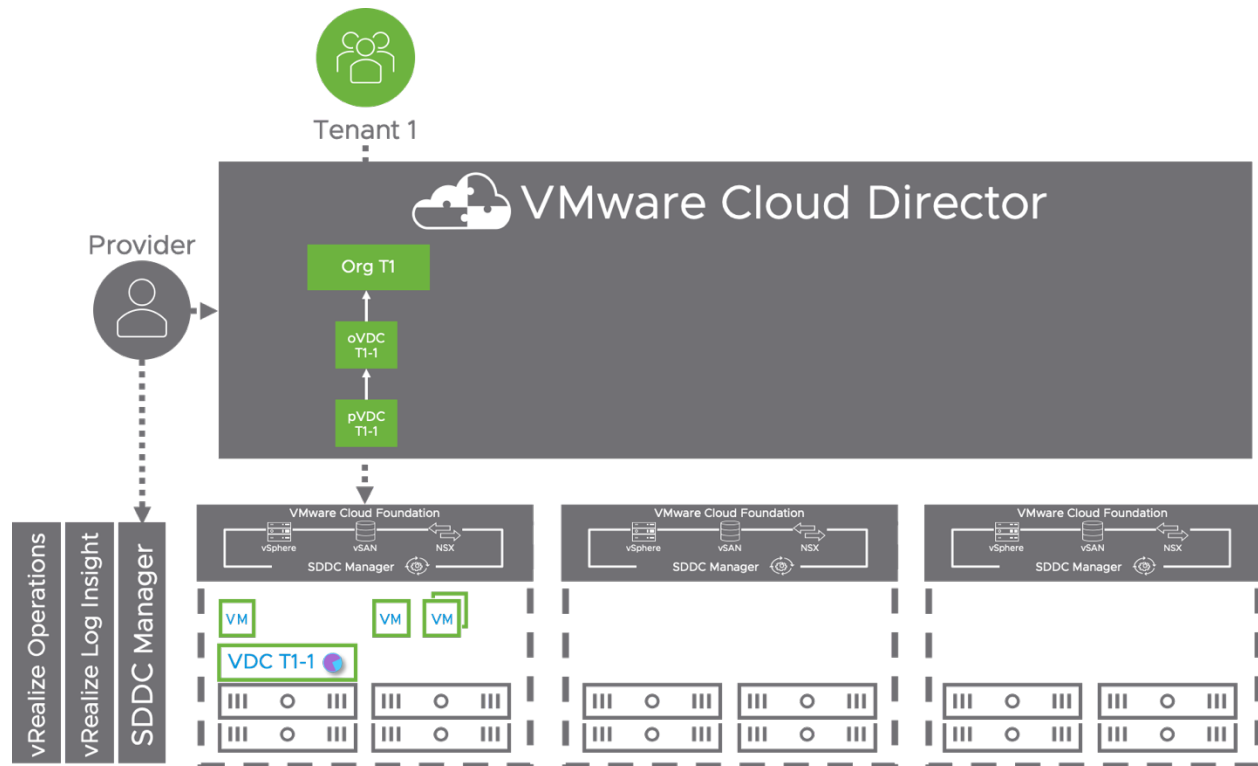 Tenant 1
VMware Cloud Director
Provider
Org T1
oVDC
T1-1
pVDC
T1-1
vRealize Operations
vRealize Log Insight
SDDC Manager
VMware Cloud Foundation
vSphere
vSAN
NSX
SDDC Manager
VM
VM
VM
VDC T1-1
VMware Cloud Foundation
vSphere
vSAN
NSX
SDDC Manager
VMware Cloud Foundation
vSphere
vSAN
NSX
SDDC Manager